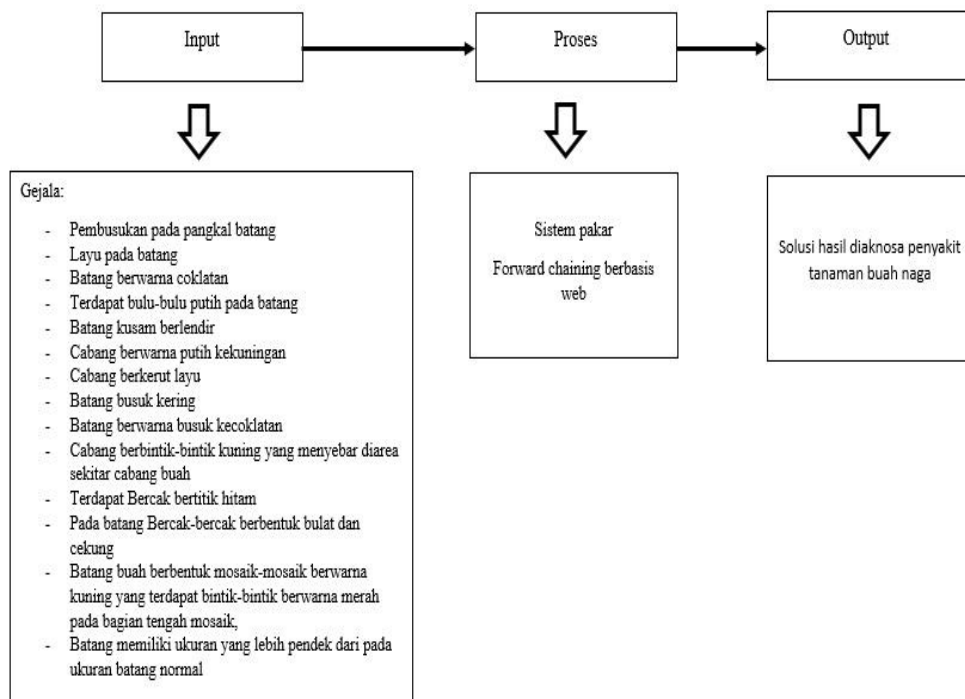 Input
Proses
Output
Gejala:
- Pembusukan pada pangkal batang
- Layu pada batang
- Batang berwarna coklatan
- Terdapat bulu-bulu putih pada batang
- Batang kusam berlendir
- Cabang berwarna putih kekuningan
- Cabang berkerut layu
- Batang busuk kering
- Batang berwarna busuk kecoklatan
- Cabang berbintik-bintik kuning yang menyebar diarea
sekitar cabang buah
- Terdapat Bercak bertitik hitam
- Pada batang Bercak-bercak berbentuk bulat dan
cekung
- Batang buah berbentuk mosaik-mosaik berwarna
kuning yang terdapat bintik-bintik berwarna merah
pada bagian tengah mosaik,
- Batang memiliki ukuran yang lebih pendek dari pada
ukuran batang normal
Sistem pakar
Forward chaining berbasis
web
Solusi hasil diaknosa penyakit
tanaman buah naga